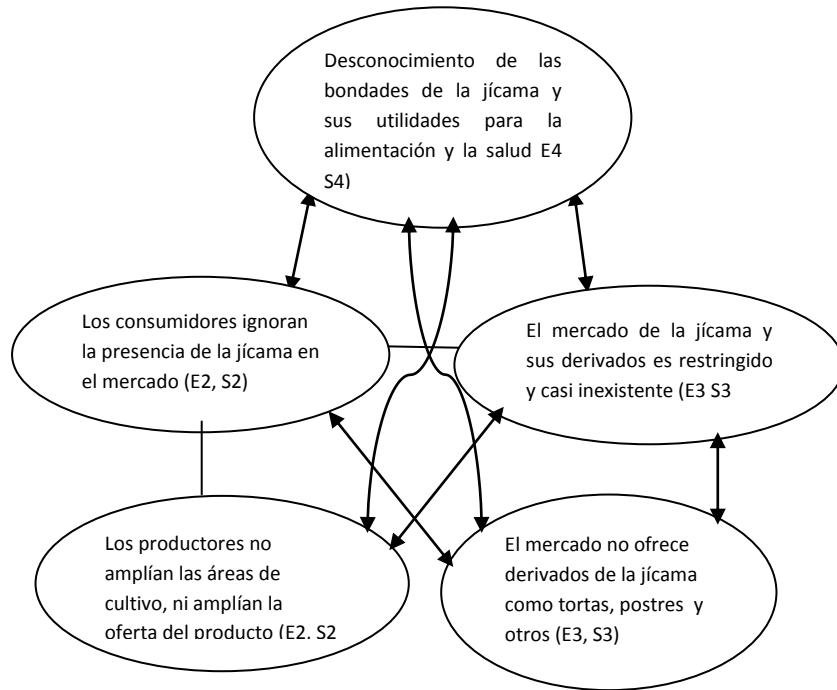 Desconocimiento de las
bondades de la jícama y
sus utilidades para la
alimentación y la salud E4
S4)
Los consumidores ignoran
la presencia de la jícama en
el mercado (E2, S2)
El mercado de la jícama y
sus derivados es restringido
y casi inexistente (E3 S3
Los productores no
amplían las áreas de
cultivo, ni amplían la
oferta del producto (E2. S2
El mercado no ofrece
derivados de la jícama
como tortas, postres y
otros (E3, S3)